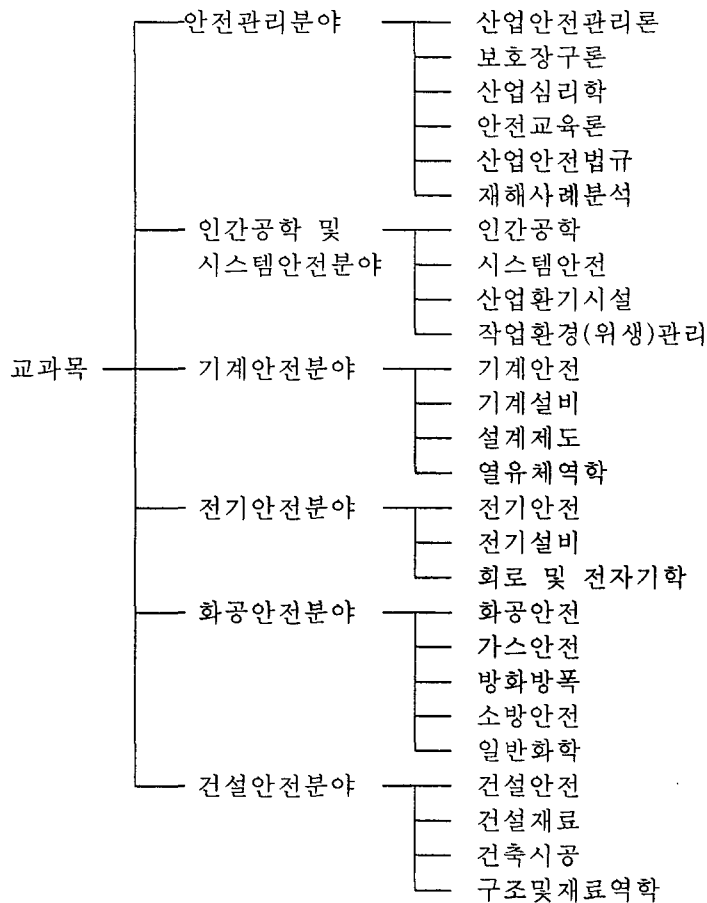 안전관리분야 산업안전관리론
보호장구론
산업심리학
안전교육론
산업안전법규
재해사례분석
인간공학 및 인간공학
시스템안전분야 시스템안전
산업환기시설
작업환경(위생)관리
교과목 기계안전분야 기계안전
기계설비
설계제도
열유체역학
전기안전분야 전기안전
전기설비
회로 및 전자기학
화공안전분야 화공안전
가스안전
방화방폭
소방안전
일반화학
건설안전분야 건설안전
건설재료
건축시공
구조및재료역학